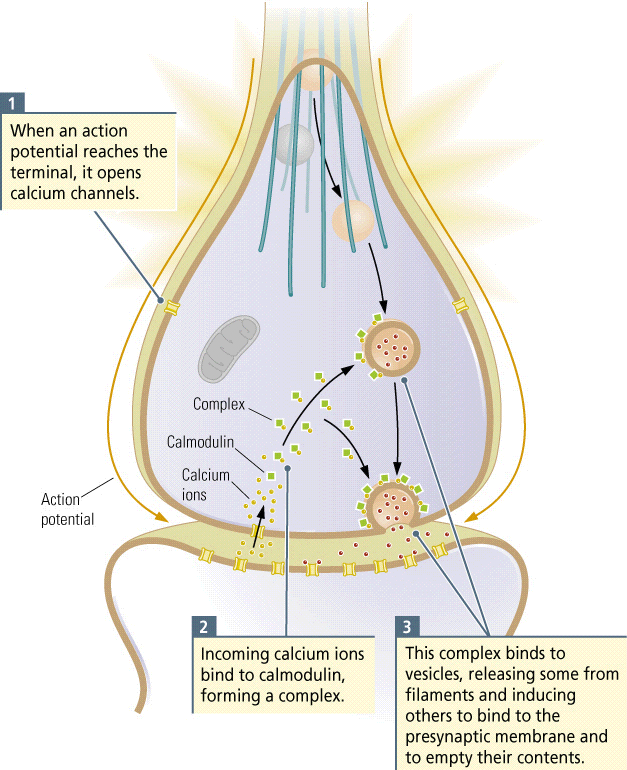 1
When an action
potential reaches the
terminal, it opens
calcium channels.
Complex
Calmodulin
Calcium
ions
Action
potential
2
Incoming calcium ions
bind to calmodulin,
forming a complex.
3
This complex binds to
vesicles, releasing some from
filaments and inducing
others to bind to the
presynaptic membrane and
to empty their contents.